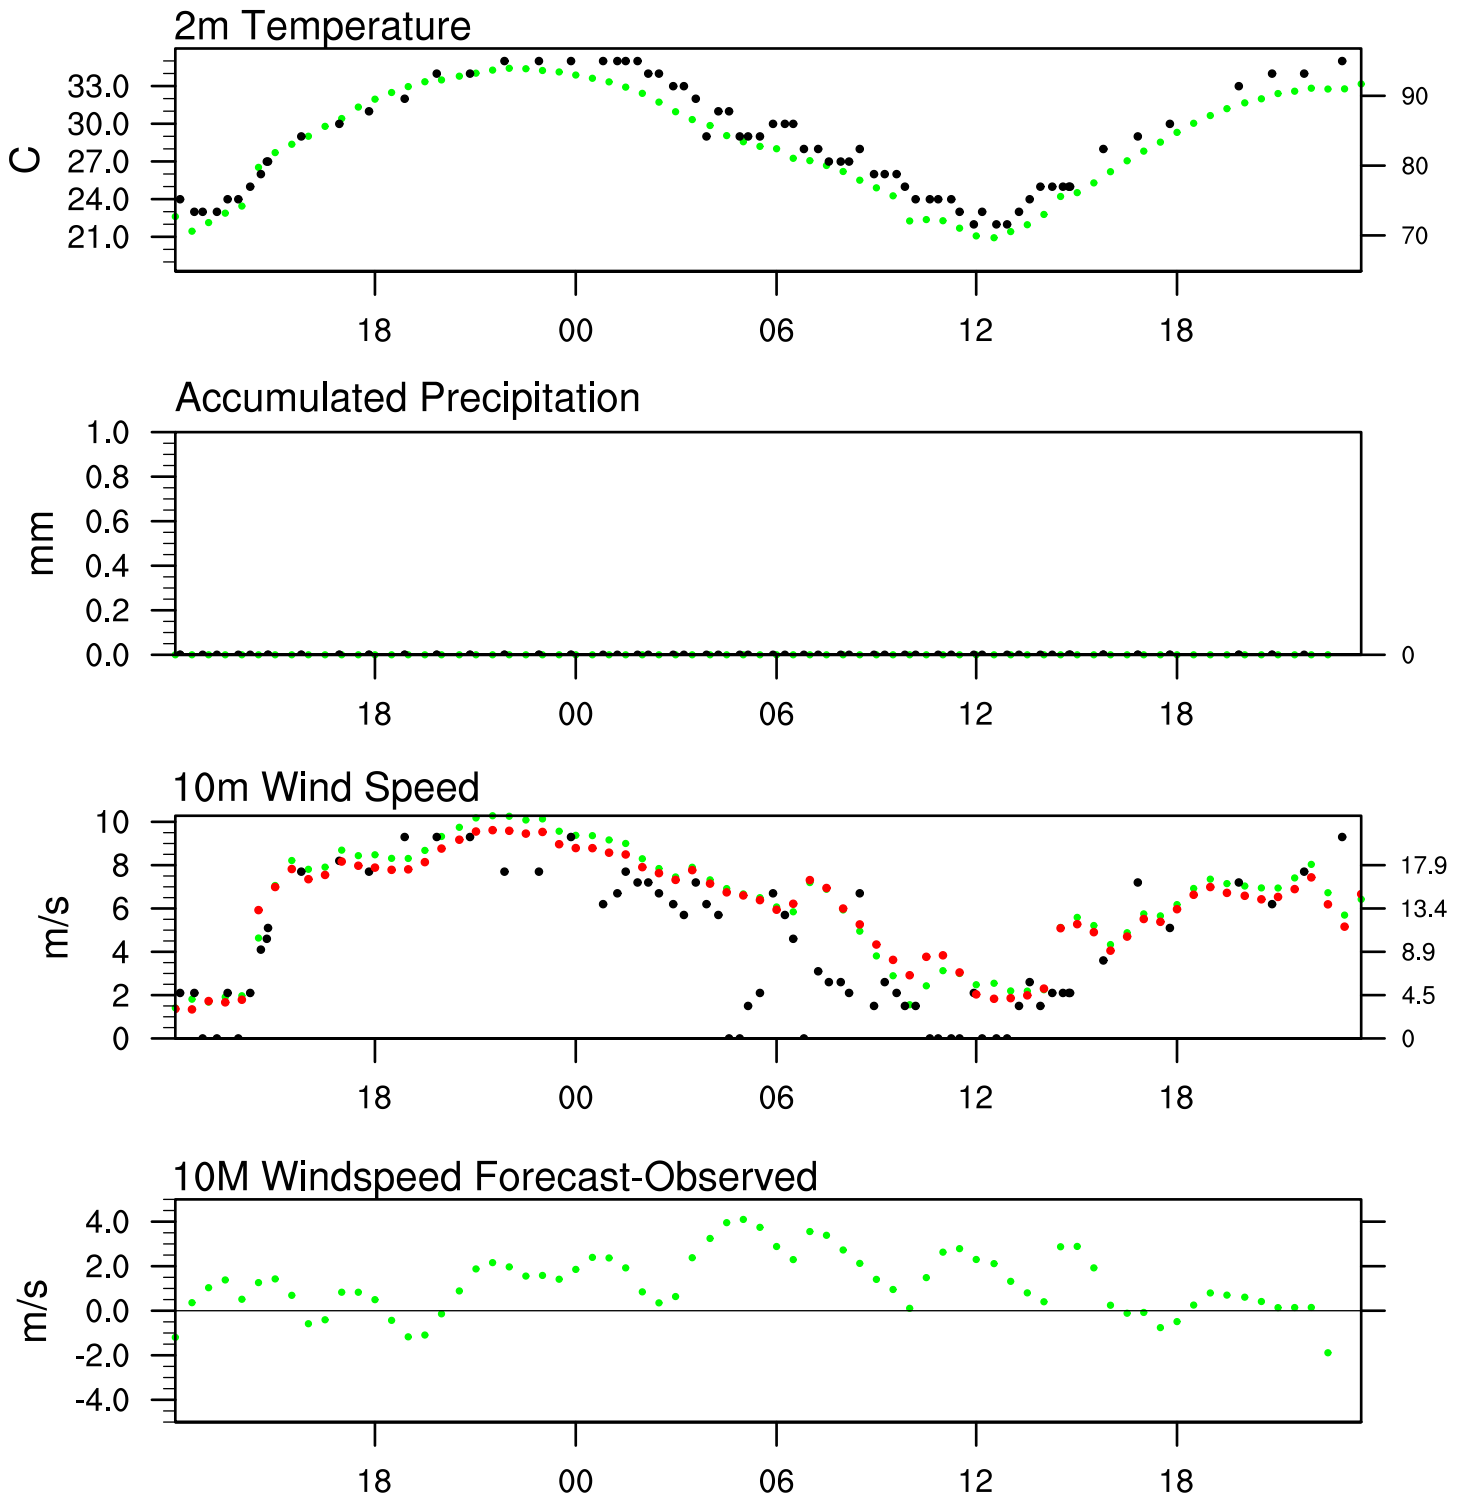 2m Temperature
33.0
30.0
27.0
24.0
21.0
C
90
80
70
18 00 06 12 18
Accumulated Precipitation
1.0
0.8
0.6
0.4
0.2
0.0
mm
0
18 00 06 12 18
10m Wind Speed
10
8
6
4
2
0
m/s
17.9
13.4
8.9
4.5
0
18 00 06 12 18
10M Windspeed Forecast-Observed
4.0
2.0
0.0
-2.0
-4.0
m/s
18 00 06 12 18